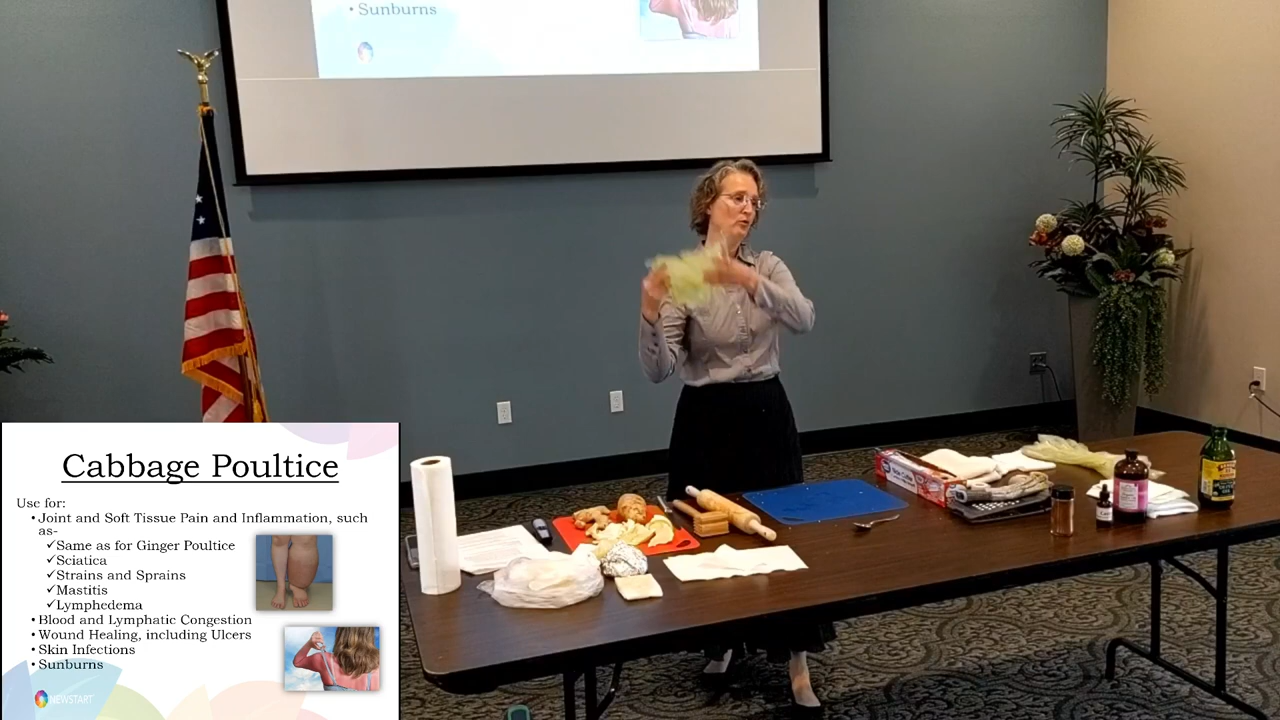 • Sunburns
Cabbage Poultice
Use for:
• Joint and Soft Tissue Pain and Inflammation, such
as-
✓Same as for Ginger Poultice
✓Sciatica
✓Strains and Sprains
✓Mastitis
✓Lymphedema
• Blood and Lymphatic Congestion
• Wound Healing, including Ulcers
• Skin Infections
• Sunburns
NEWSTART